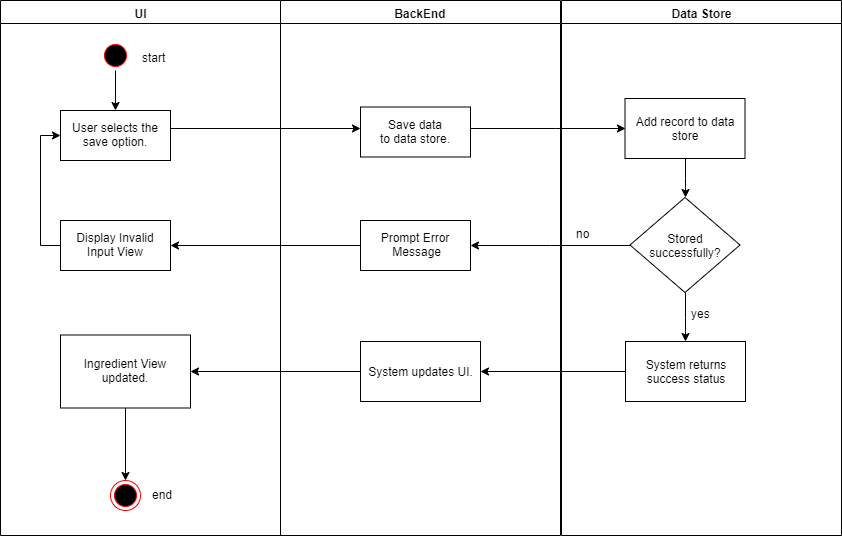 UI
BackEnd
Data Store
start
User selects the
save option.
Save data
to data store.
Add record to data
store
Display Invalid
Input View
Prompt Error
Message
no
Stored
successfully?
yes
Ingredient View
updated.
System updates UI.
System returns
success status
end